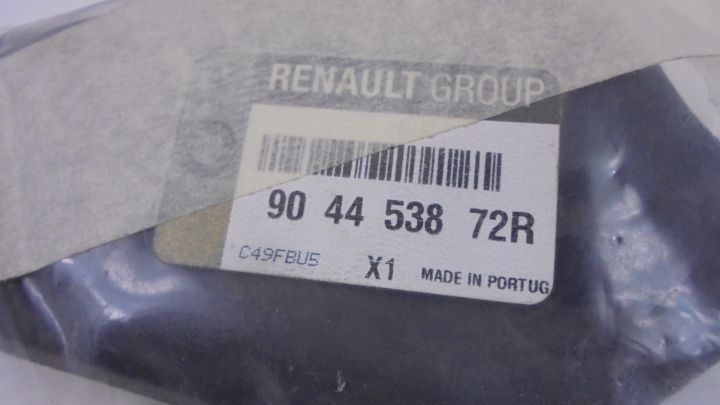 RENAULT GROUP
90 44 538 72R
C49FBU5 X1 MADE IN PORTUG